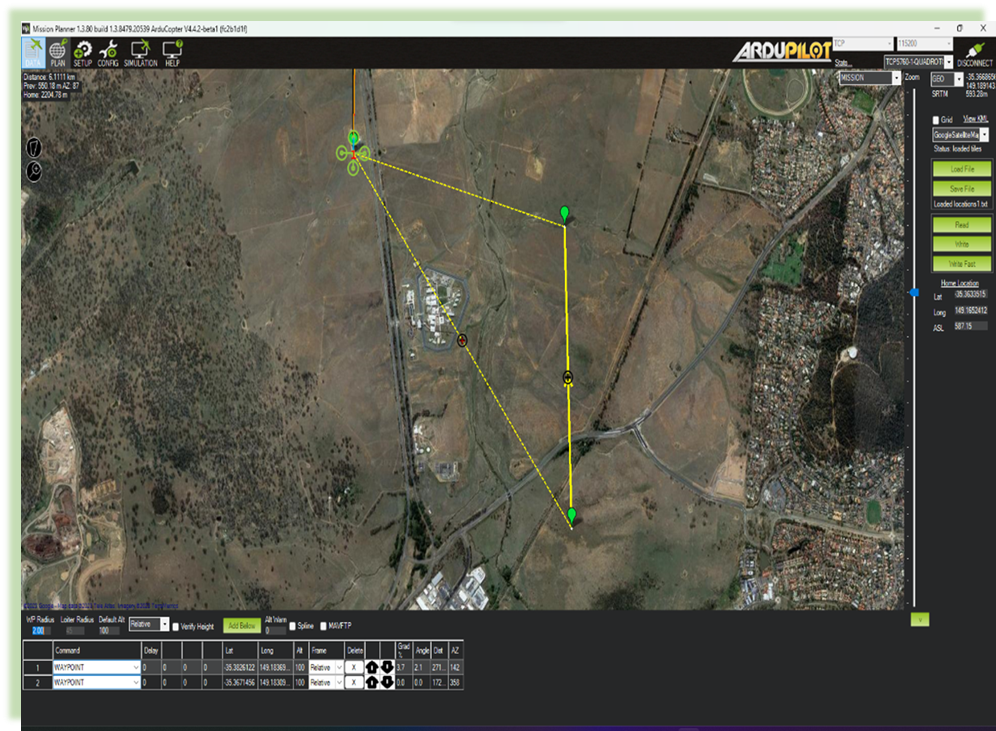 Mission Planner 1.3.80 build 1.3.8479.20539 ArduCopter V4.4.2-beta1 (fc2b1d1f)
DATA PLAN SETUP CONFIG SIMULATION HELP
ARDUPILOT
TCP 115200
Stats... TCP5760-1-QUADROT
DISCONNECT
Distance: 6.1111 km
Prev: 550.18 m AZ: 87
Home: 2204.78 m
MISSION Zoom
GEO
149.189143
SRTM 593.28m
Grid View KML
GoogleSatelliteMa
Status: loaded tiles
Load File
Save File
Loaded locations1.txt
Read
Write
Write Fast
Home Location
Lat -35.3633515
Long 149.1652412
ASL 587.15
WP Radius Loiter Radius Default Alt
2.00 100 Relative Verify Height Add Below Alt Warn 0 Spline MAVFTP
Command Delay Lat Long Alt Frame Delete Grad % Angle Dist AZ
1 WAYPOINT 0 0 0 0 -35.3826122 149.18369... 100 Relative X 3.7 2.1 271... 142
2 WAYPOINT 0 0 0 0 -35.3671456 149.18309... 100 Relative X 0.0 0.0 172... 358